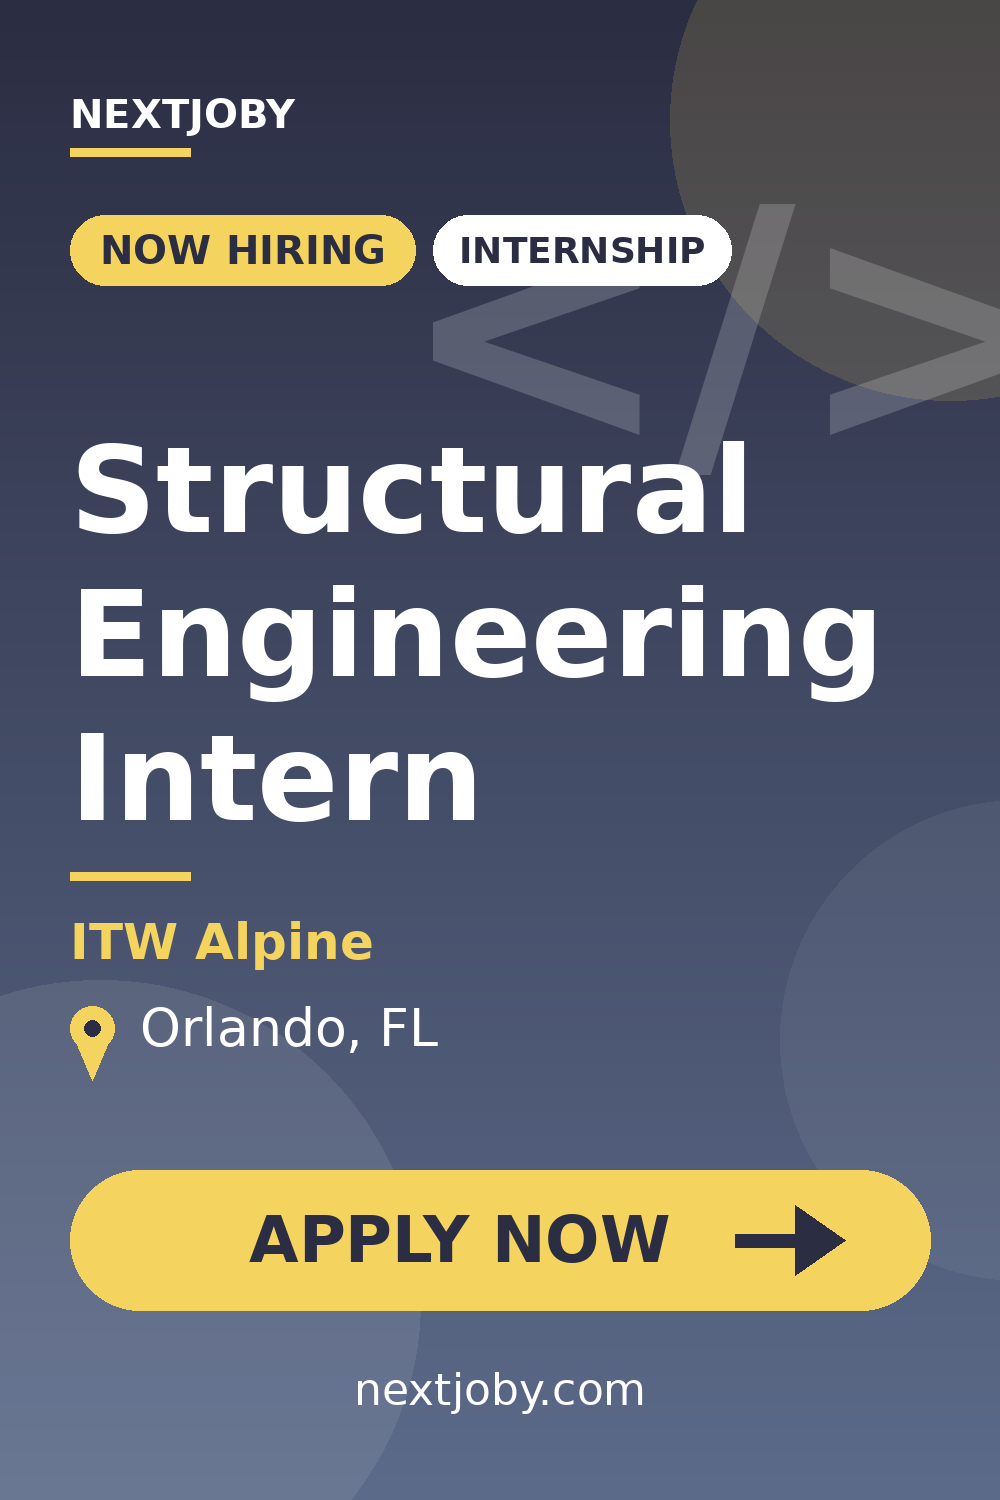 NEXTJOBY
NOW HIRING
INTERNSHIP
</>
Structural
Engineering
Intern
ITW Alpine
Orlando, FL
APPLY NOW
nextjoby.com